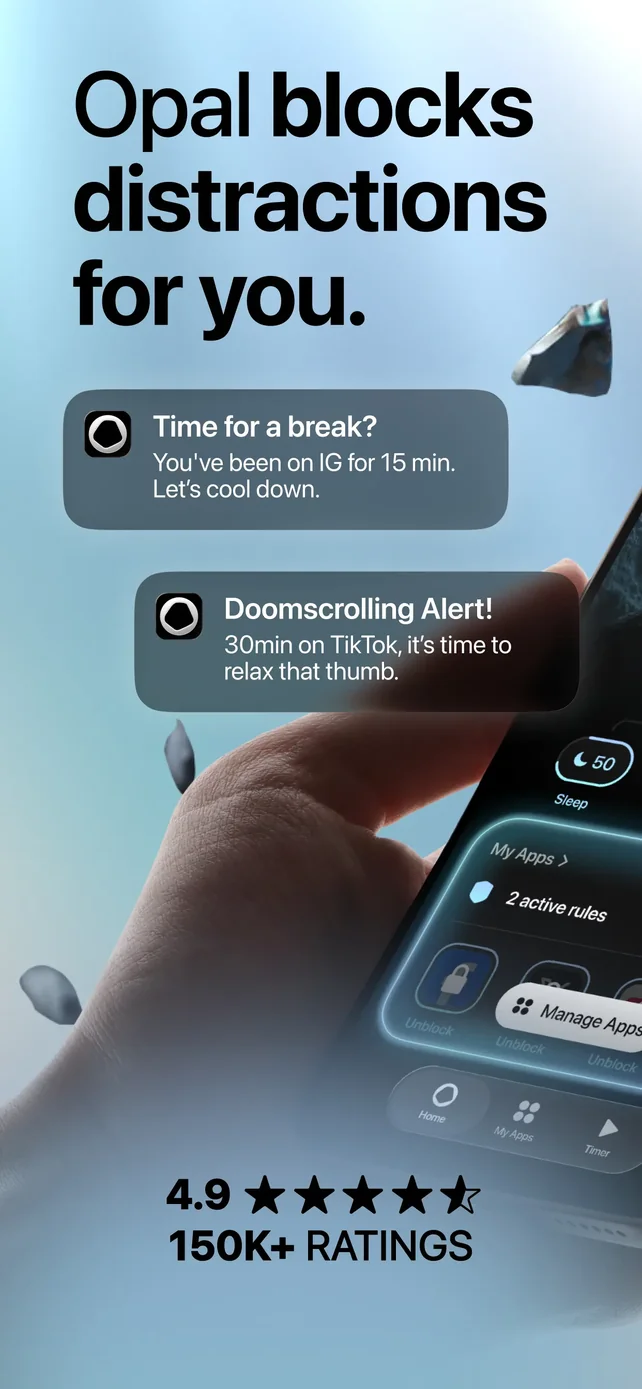 Opal blocks
distractions
for you.
Time for a break?
You've been on IG for 15 min.
Let’s cool down.
Doomscrolling Alert!
30min on TikTok, it’s time to
relax that thumb.
50
Sleep
My Apps >
2 active rules
Manage Apps
Unblock
Unblock
Unblock
Home
My Apps
Timer
4.9
150K+ RATINGS